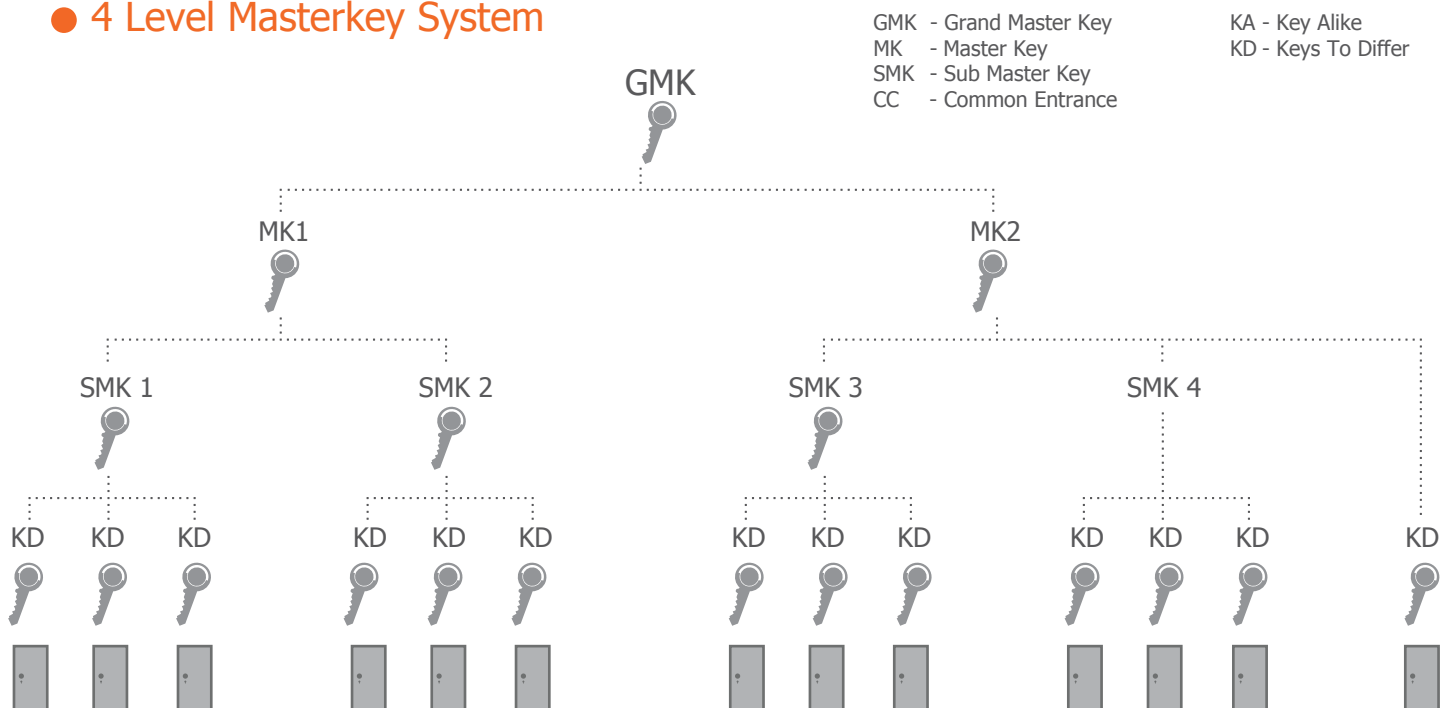 4 Level Masterkey System
GMK - Grand Master Key KA - Key Alike
MK - Master Key KD - Keys To Differ
SMK - Sub Master Key
CC - Common Entrance
GMK
MK1 MK2
SMK 1 SMK 2 SMK 3 SMK 4
KD KD KD KD KD KD KD KD KD KD KD KD KD